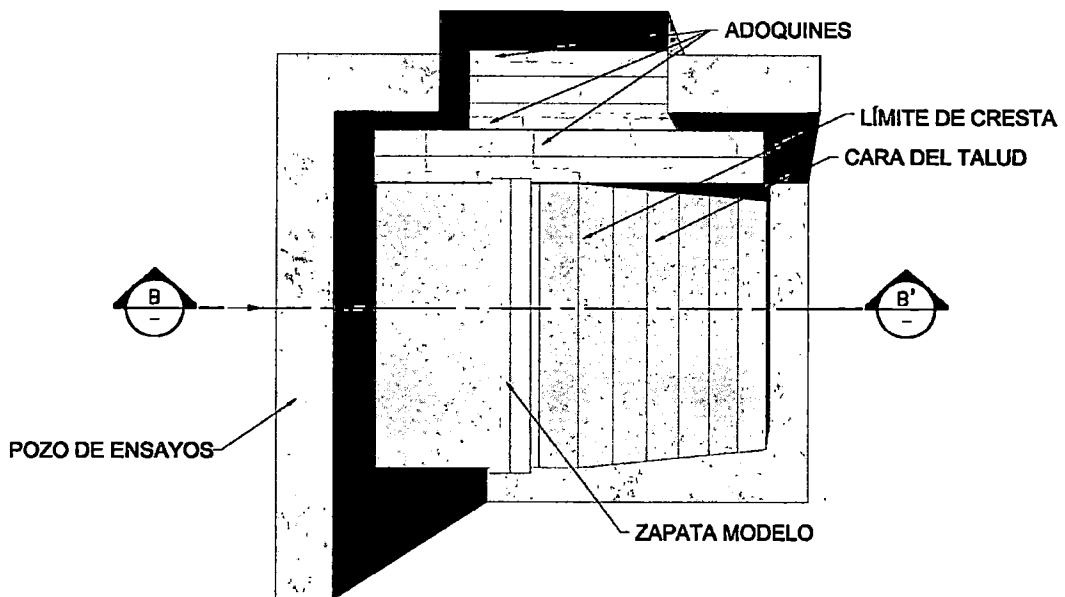 ADOQUINES
LÍMITE DE CRESTA
CARA DEL TALUD
B
B'
POZO DE ENSAYOS
ZAPATA MODELO